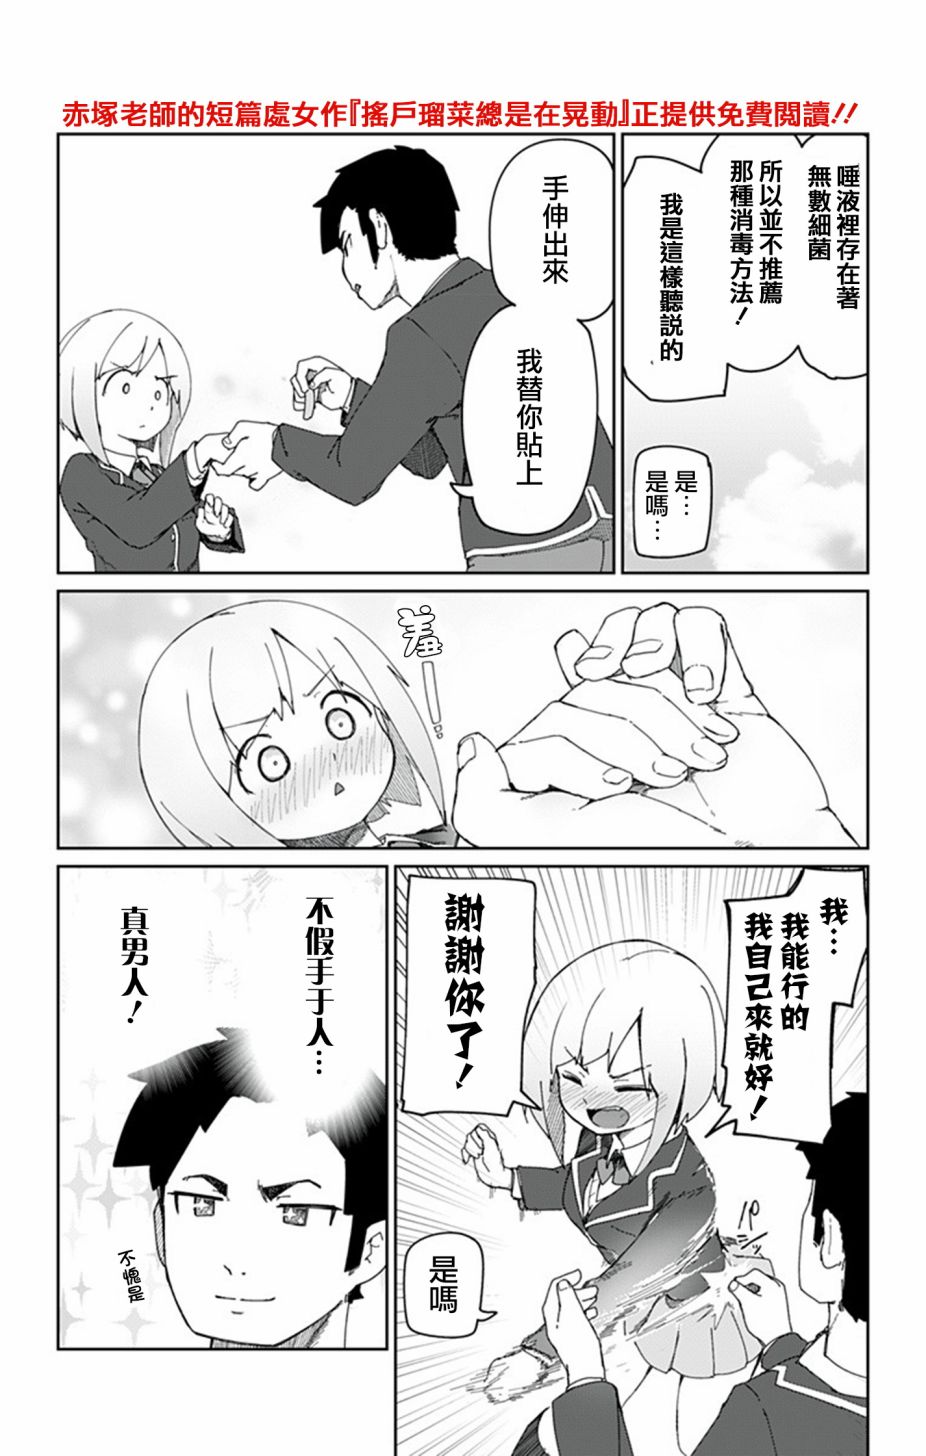 赤塚老師的短篇處女作『搖戶瑠菜總是在晃動』正提供免費閱讀!!
唾液裡存在著
無數細菌
所以並不推薦
那種消毒方法！
我是這樣聽説的
是…
是嗎…
手伸出來
我替你貼上
羞——！！
我…
我能行的
我自己來就好！
謝謝你了！
是嗎
不假手于人…
真男人！
不愧是